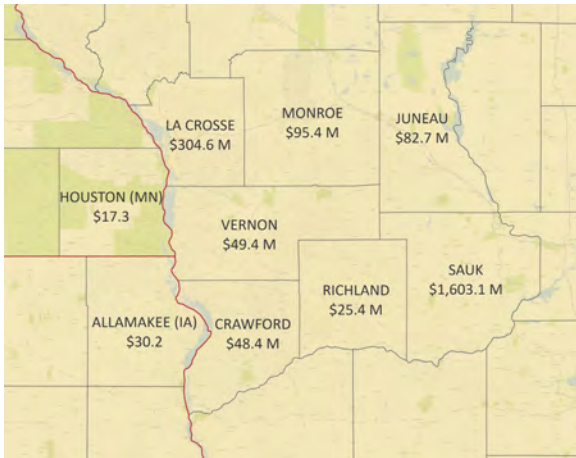 LA CROSSE
$304.6 M
MONROE
$95.4 M
JUNEAU
$82.7 M
HOUSTON (MN)
$17.3
VERNON
$49.4 M
SAUK
$1,603.1 M
RICHLAND
$25.4 M
ALLAMAKEE (IA)
$30.2
CRAWFORD
$48.4 M